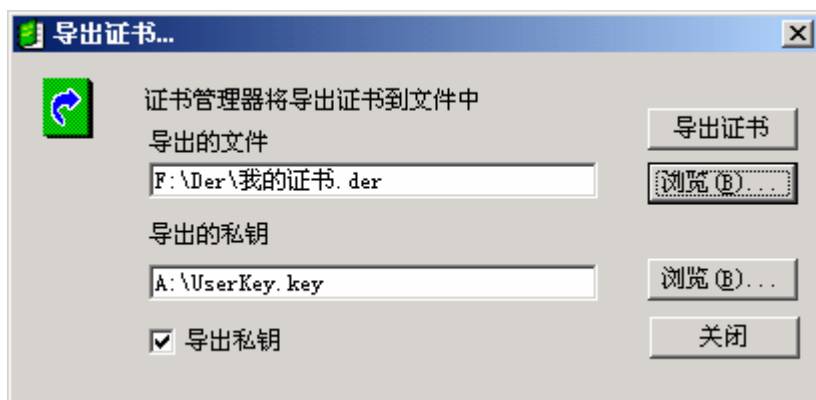 导出证书...
证书管理器将导出证书到文件中
导出证书
导出的文件
F:\Der\我的证书.der
浏览(B)...
导出的私钥
A:\UserKey.key
浏览(B)...
导出私钥
关闭